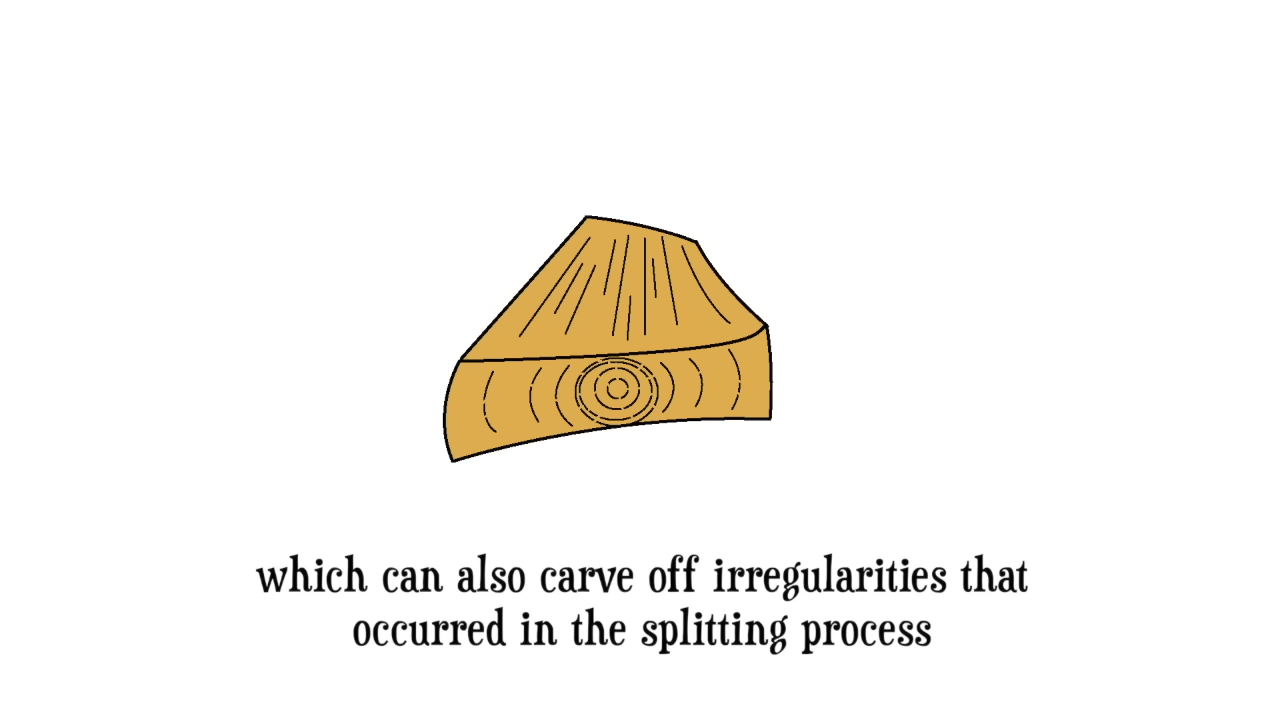 which can also carve off irregularities that
occurred in the splitting process